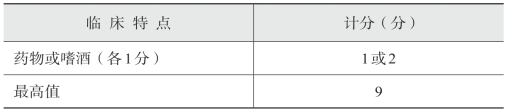 临床特点 计分（分）
药物或嗜酒（各1分） 1或2
最高值 9